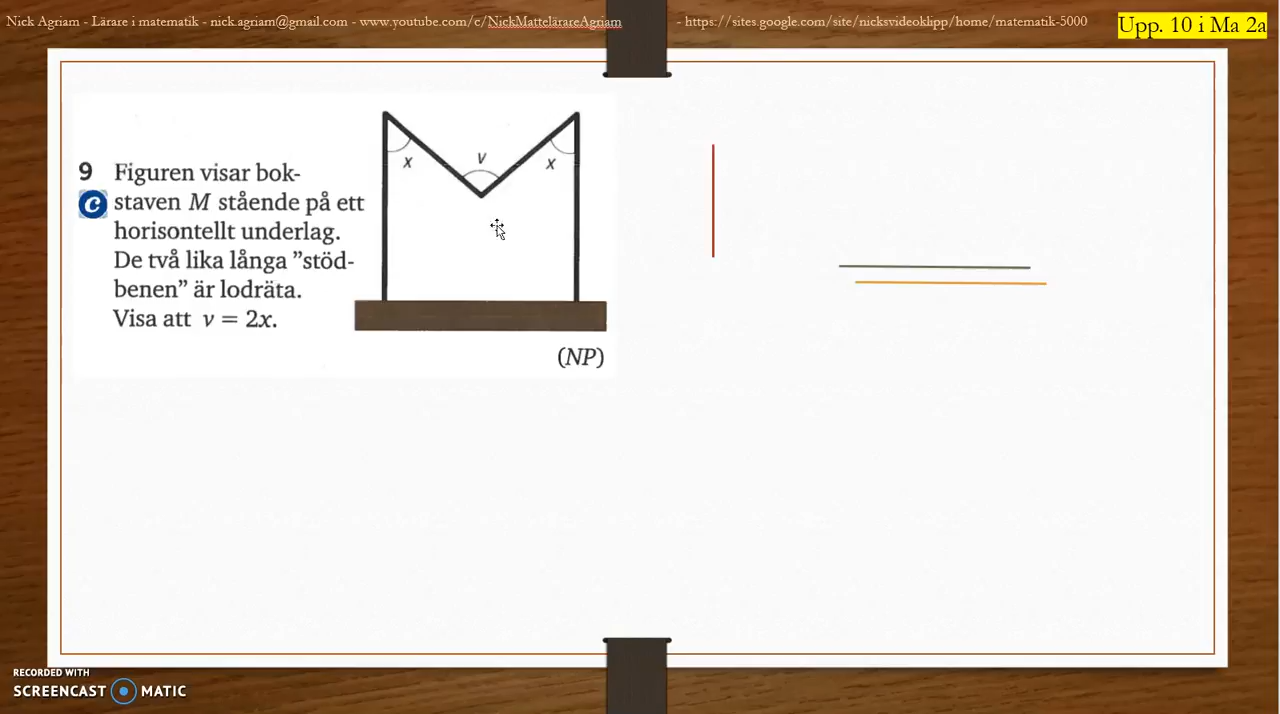 Nick Agriam - Lärare i matematik - nick.agriam@gmail.com - www.youtube.com/c/NickMattelärareAgriam - https://sites.google.com/site/nicksvideoklipp/home/matematik-5000
Upp. 10 i Ma 2a
9 Figuren visar bok-
C staven M stående på ett
horisontellt underlag.
De två lika långa ”stöd-
benen” är lodräta.
Visa att v = 2x.
x
v
x
(NP)
RECORDED WITH
SCREENCAST MATIC